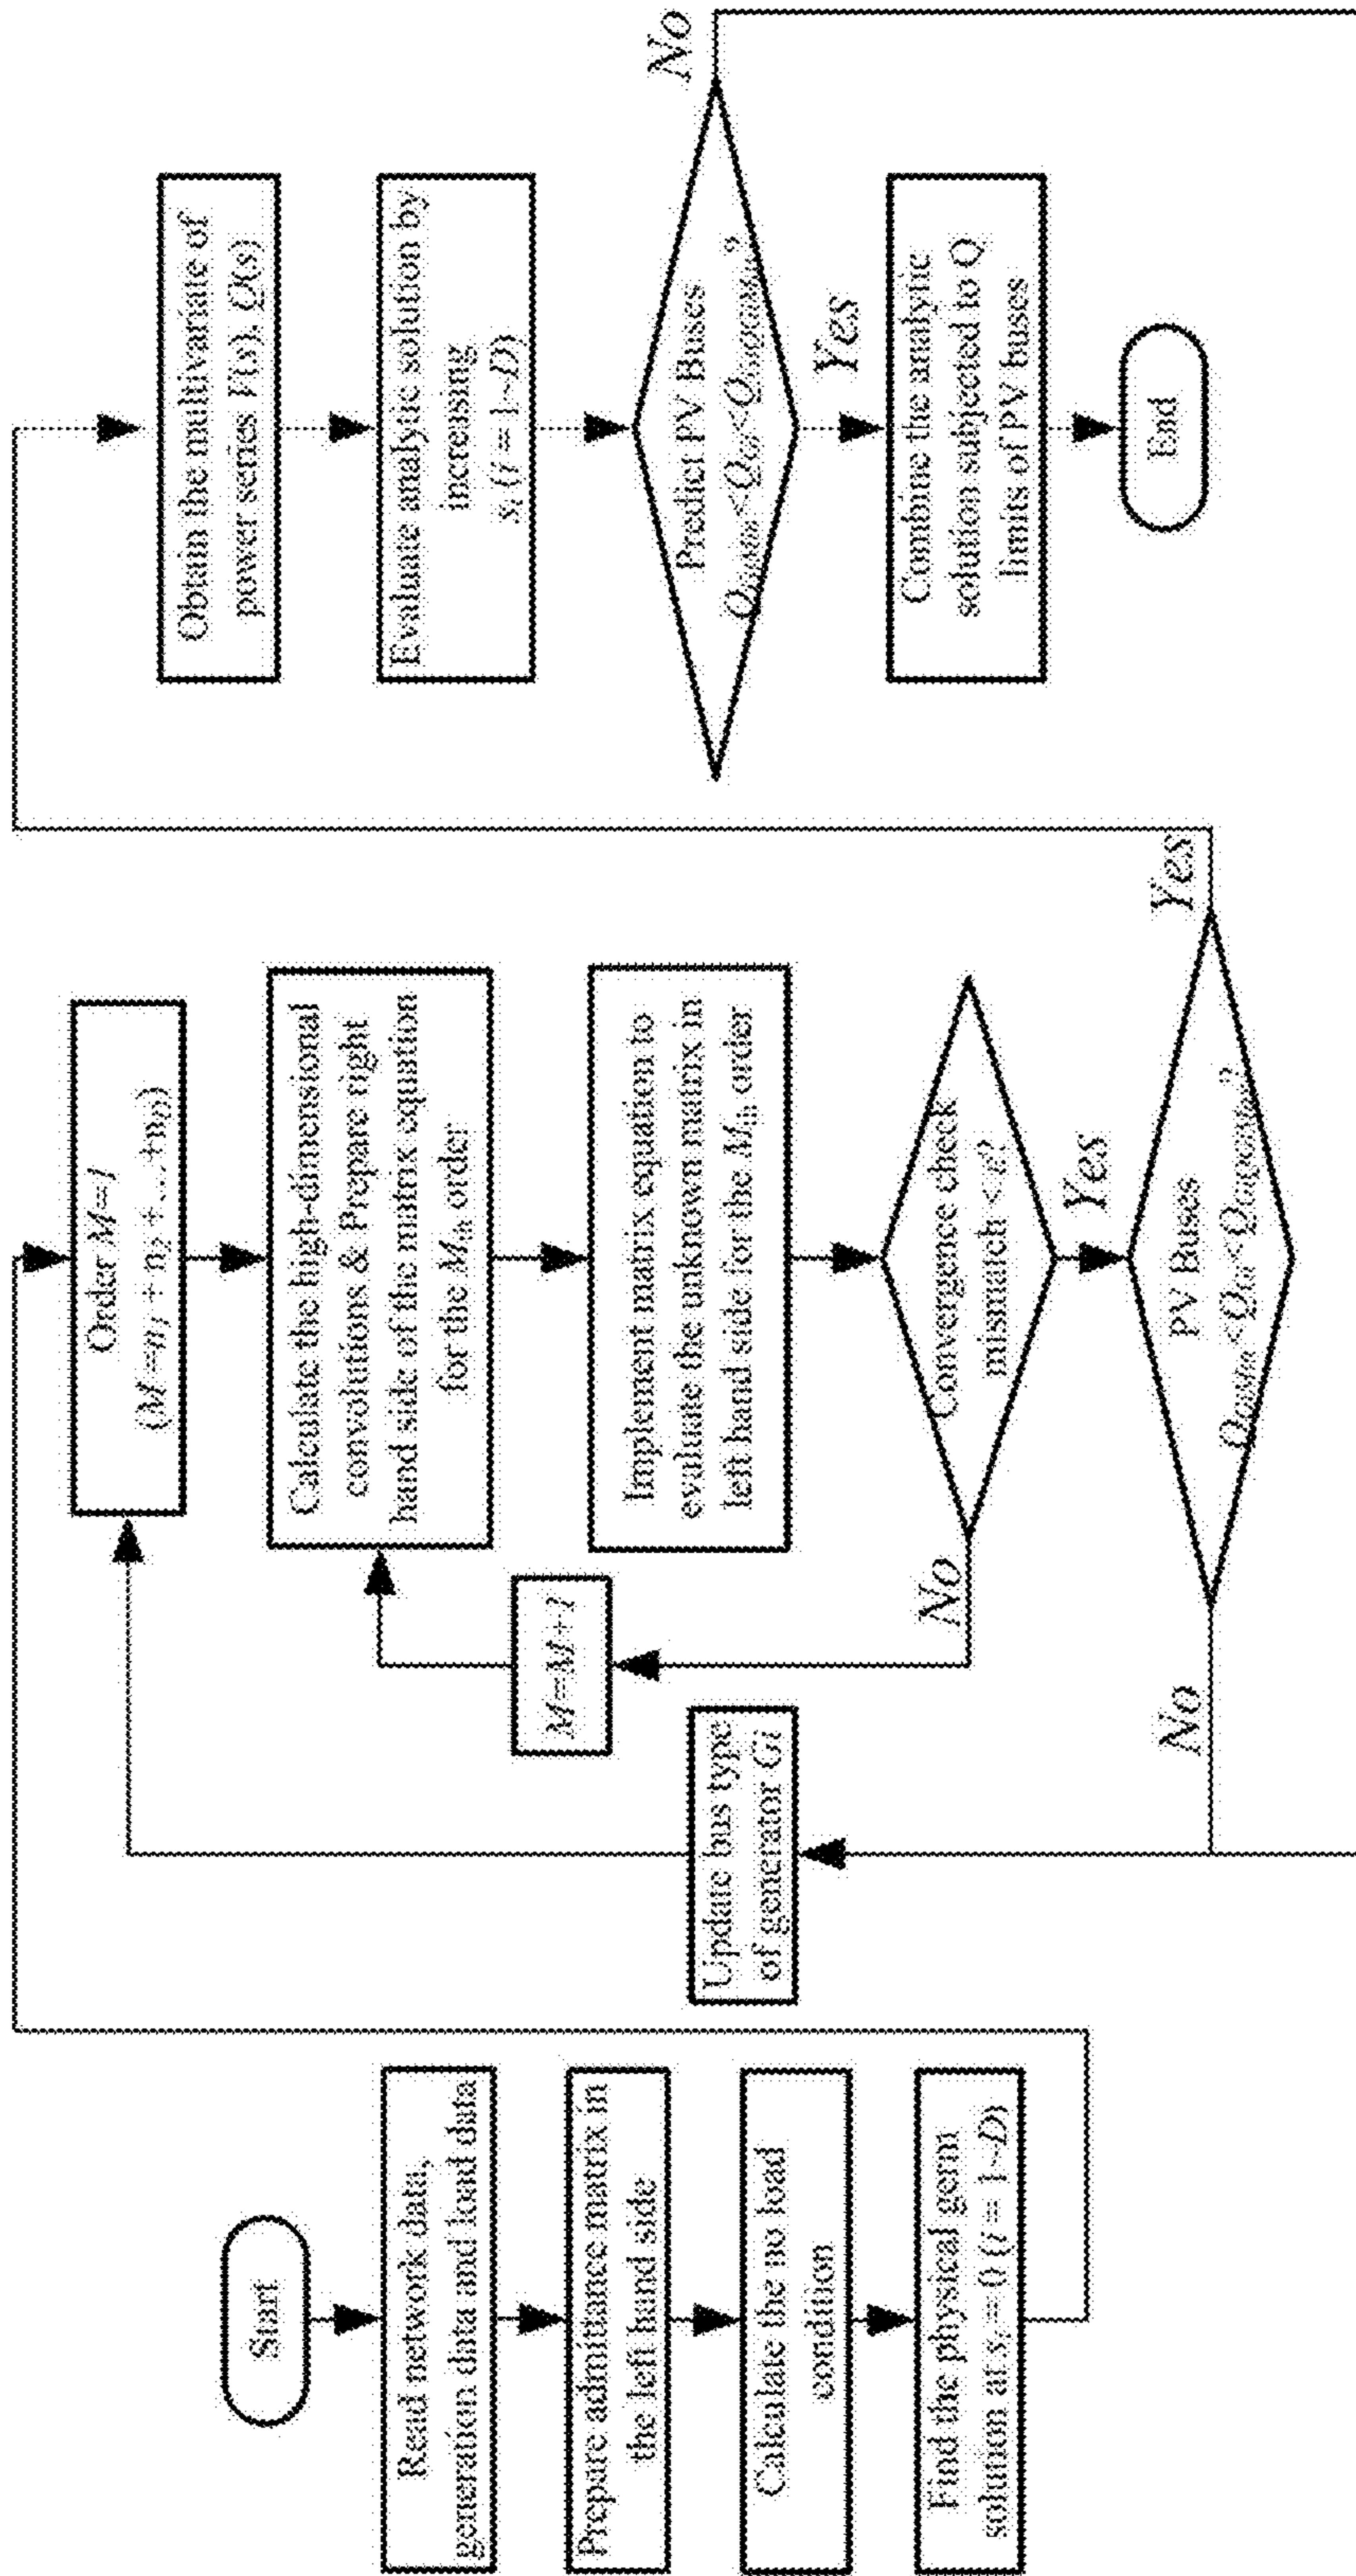 Start
Read network data,
generation data and load data
Prepare admittance matrix in
the left hand side
Calculate the no load
condition
Find the physical germ
solution at sᵢ = 0 (i = 1~D)
Order M=1
(M=n₁ + n₂ +...+n_D)
Calculate the high-dimensional
convolutions & Prepare right
hand side of the matrix equation
for the M_th order
Implement matrix equation to
evaluate the unknown matrix in
left hand side for the M_th order
M=M+1
Convergence check
mismatch <ε?
No
Yes
PV Buses
No
Yes
Update bus type
of generator Gi
Obtain the multivariate of
power series V(s), Q(s)
Evaluate analytic solution by
increasing
sᵢ (i = 1~D)
Predict PV Buses
No
Yes
Combine the analytic
solution subjected to Q
limits of PV buses
End